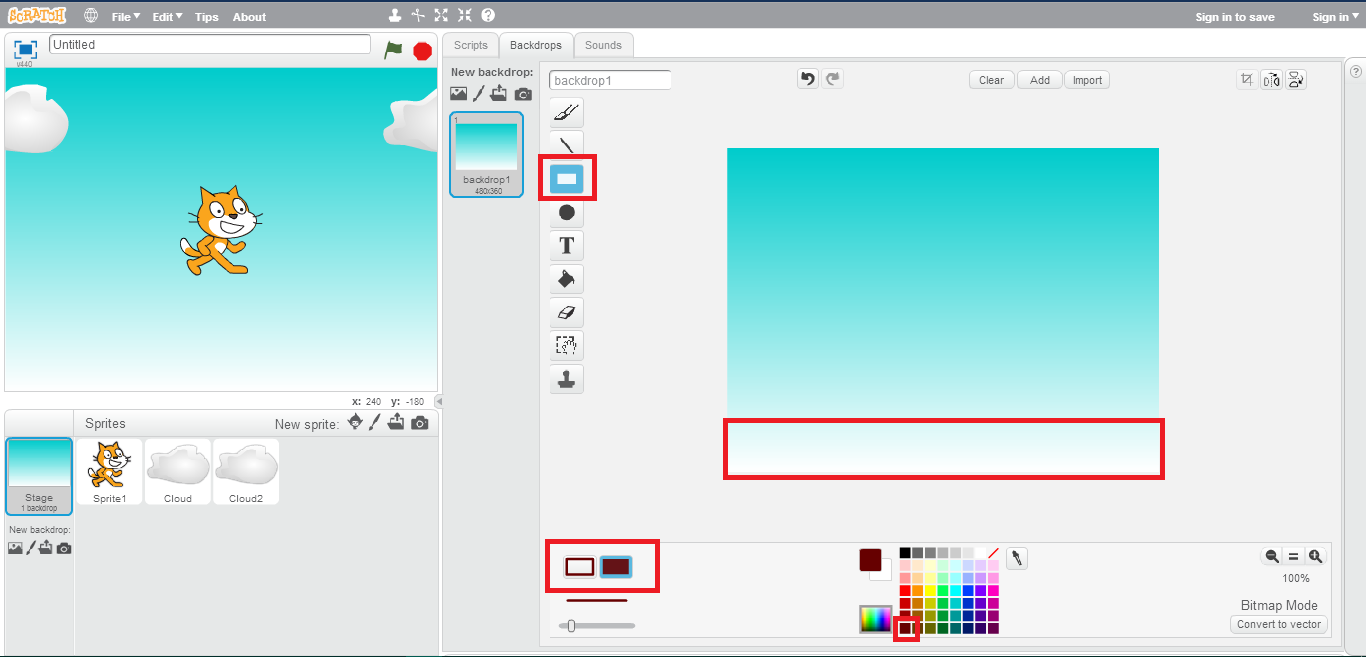 SCRATCH File Edit Tips About ? Sign in to save Sign in
Untitled
v440
Scripts Backdrops Sounds
New backdrop:
backdrop1
Clear Add Import
?
1
backdrop1
480x360
T
x: 240 y: -180
Sprites New sprite:
Stage
1 backdrop
Sprite1 Cloud Cloud2
New backdrop:
100%
Bitmap Mode
Convert to vector